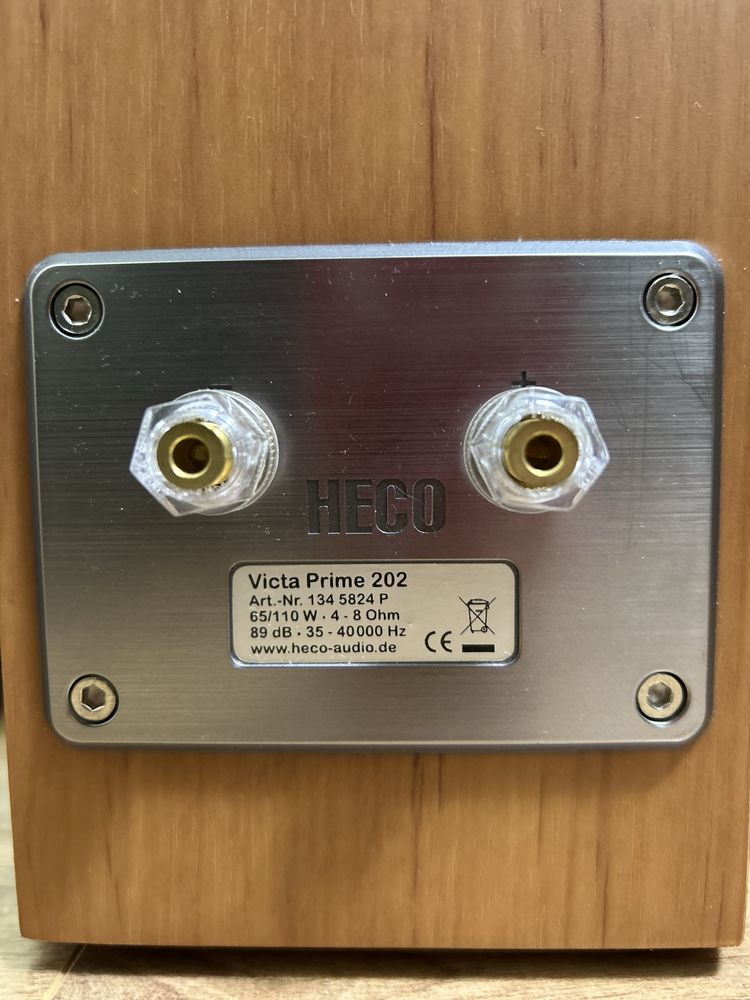 - +
HECO
Victa Prime 202
Art.-Nr. 134 5824 P
65/110 W · 4 - 8 Ohm
89 dB · 35 - 40000 Hz
www.heco-audio.de
CE